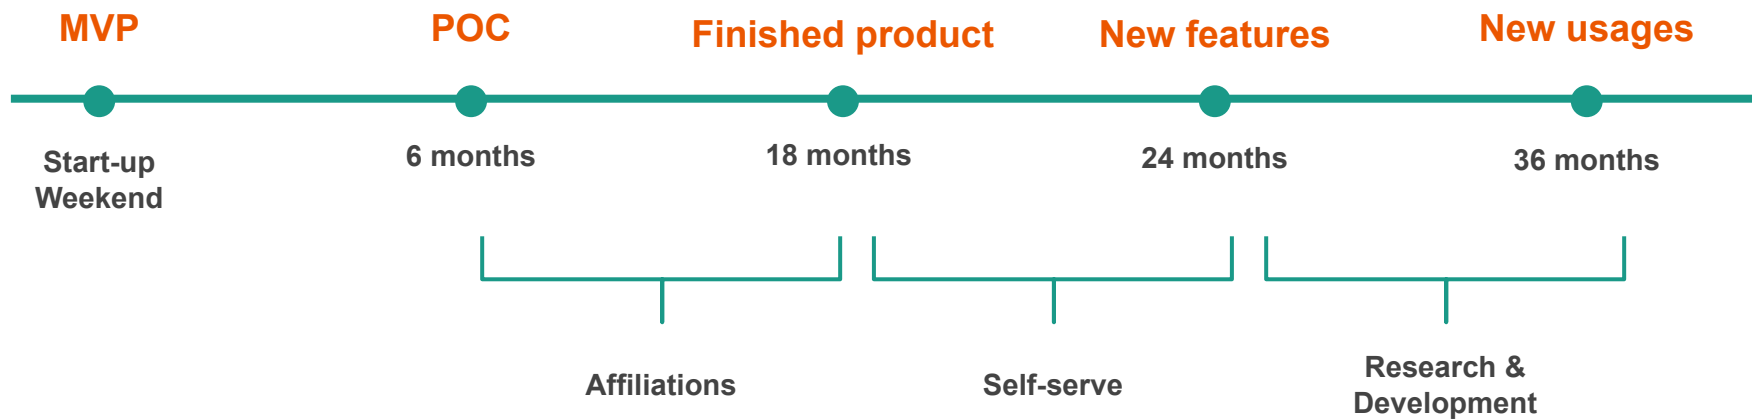 MVP
POC
Finished product
New features
New usages
Start-up
Weekend
6 months
18 months
24 months
36 months
Affiliations
Self-serve
Research &
Development